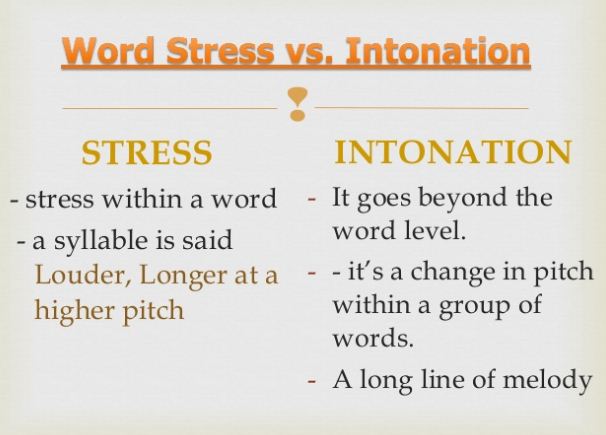 Word Stress vs. Intonation
STRESS
- stress within a word
- a syllable is said
Louder, Longer at a
higher pitch
INTONATION
- It goes beyond the
word level.
- - it’s a change in pitch
within a group of
words.
- A long line of melody